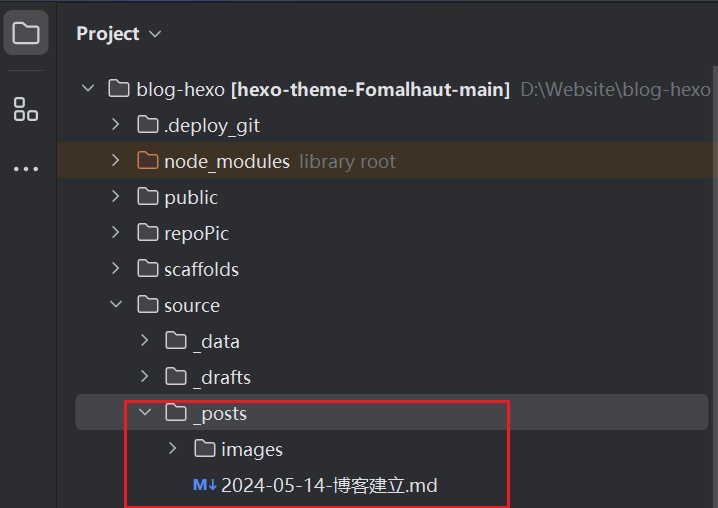 Project
blog-hexo [hexo-theme-Fomalhaut-main] D:\Website\blog-hexo
.deploy_git
node_modules library root
public
repoPic
scaffolds
source
_data
_drafts
_posts
images
M↓ 2024-05-14-博客建立.md